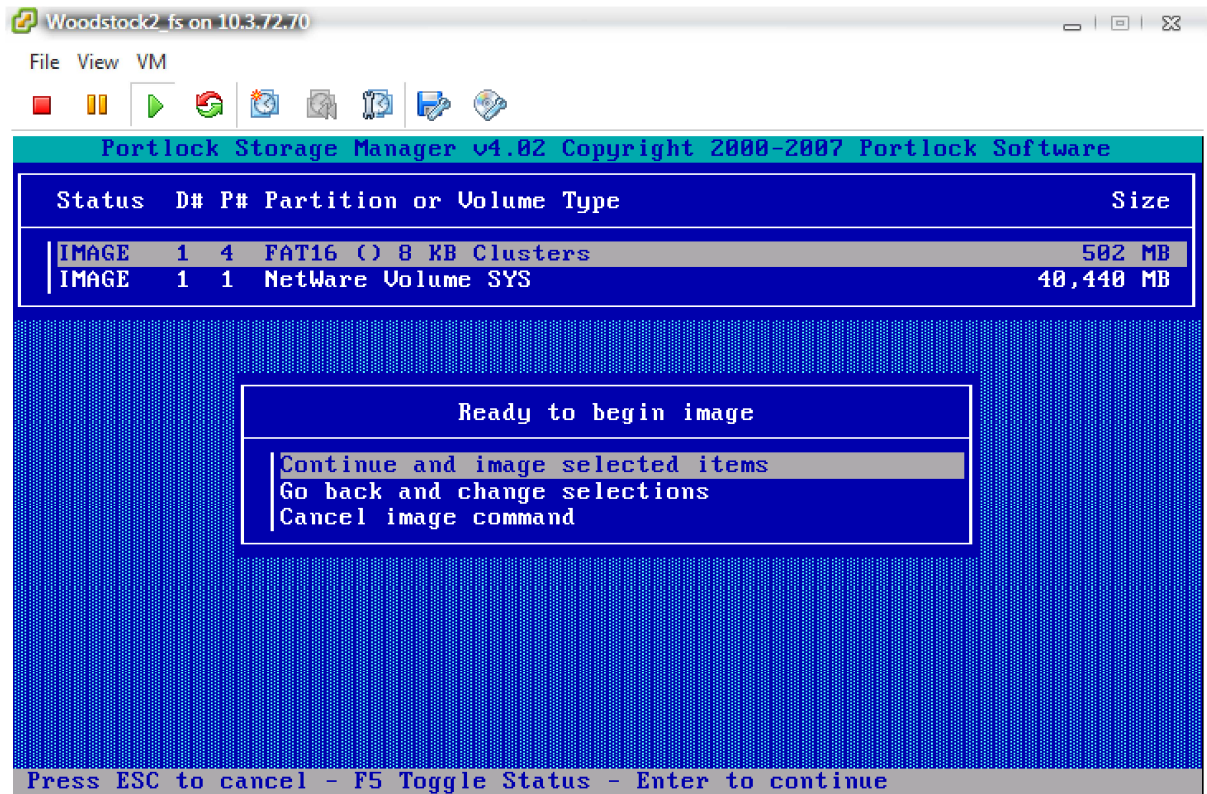 Woodstock2_fs on 10.3.72.70
File View VM
Portlock Storage Manager v4.02 Copyright 2000-2007 Portlock Software
Status D# P# Partition or Volume Type Size
IMAGE 1 4 FAT16 () 8 KB Clusters 502 MB
IMAGE 1 1 NetWare Volume SYS 40,440 MB
Ready to begin image
Continue and image selected items
Go back and change selections
Cancel image command
Press ESC to cancel - F5 Toggle Status - Enter to continue